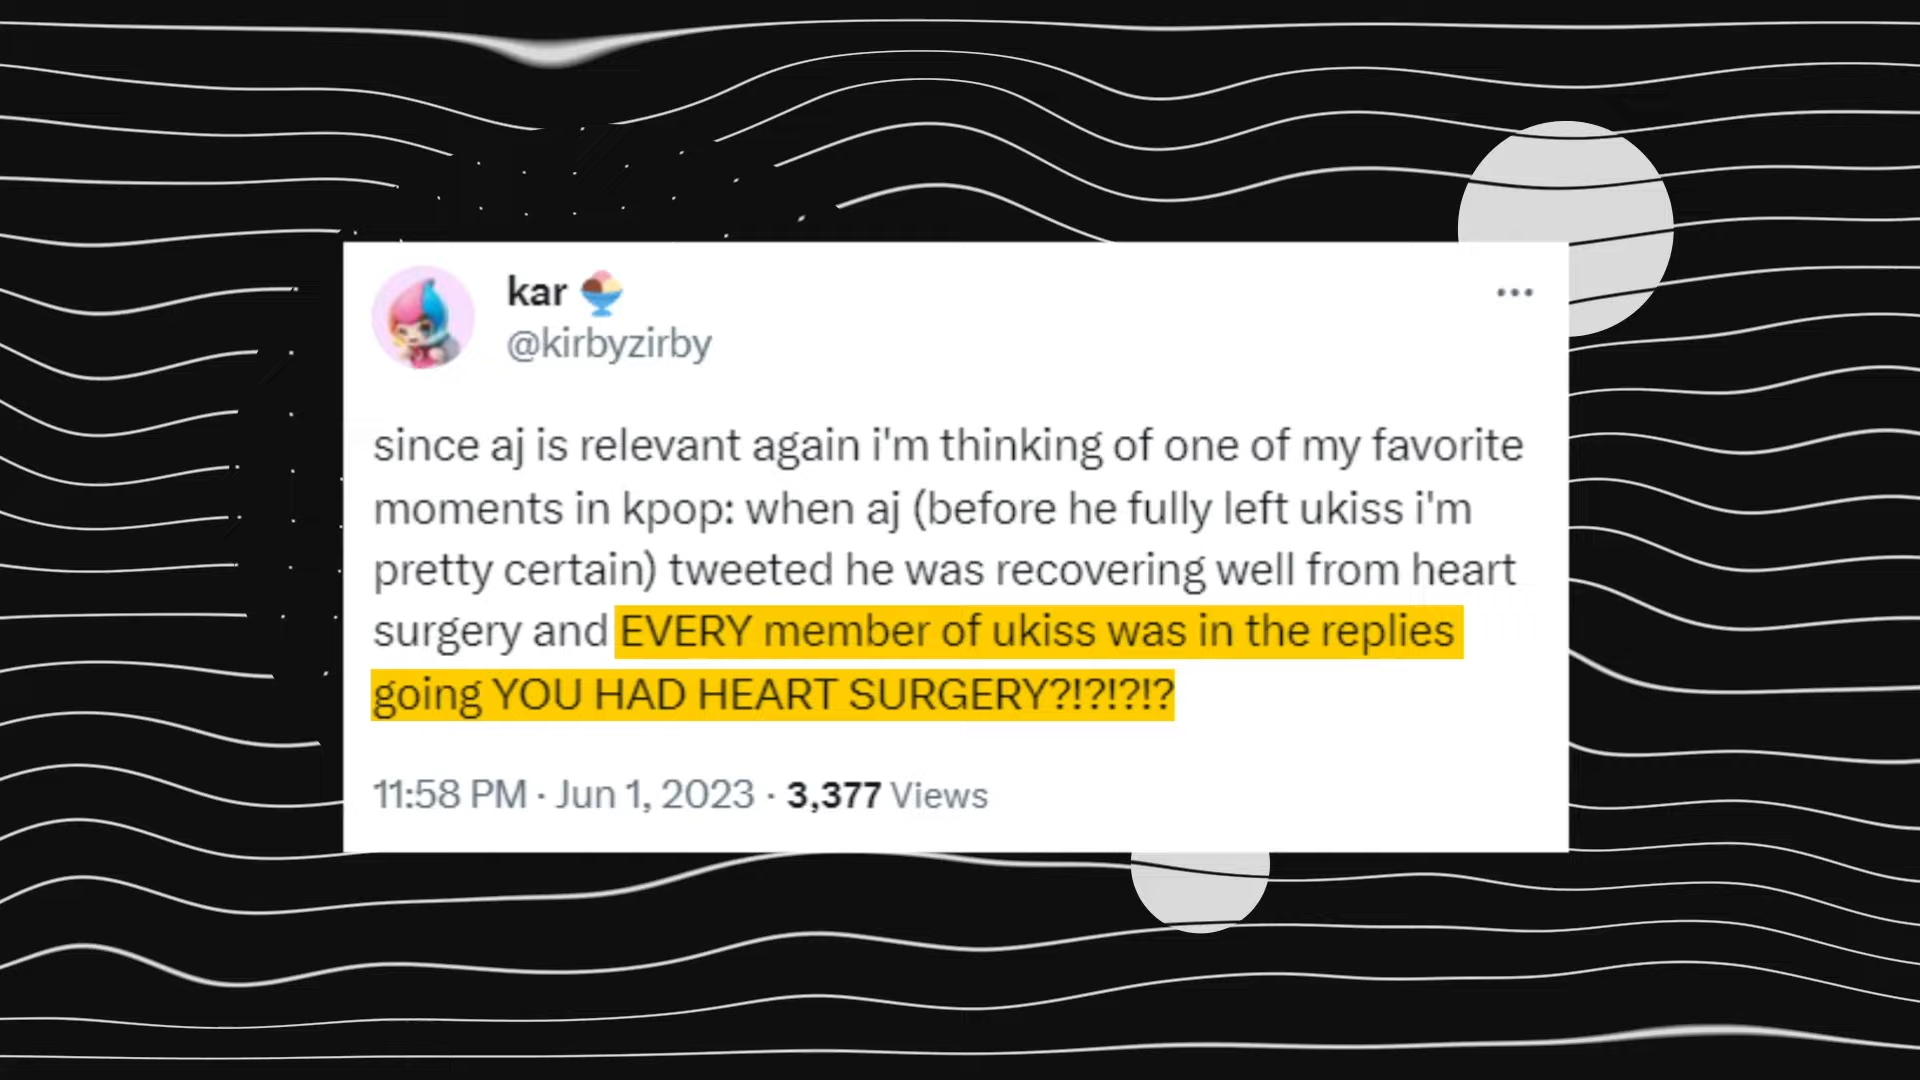 kar 🍨
@kirbyzirby
since aj is relevant again i'm thinking of one of my favorite
moments in kpop: when aj (before he fully left ukiss i'm
pretty certain) tweeted he was recovering well from heart
surgery and EVERY member of ukiss was in the replies
going YOU HAD HEART SURGERY?!?!?!?
11:58 PM · Jun 1, 2023 · 3,377 Views